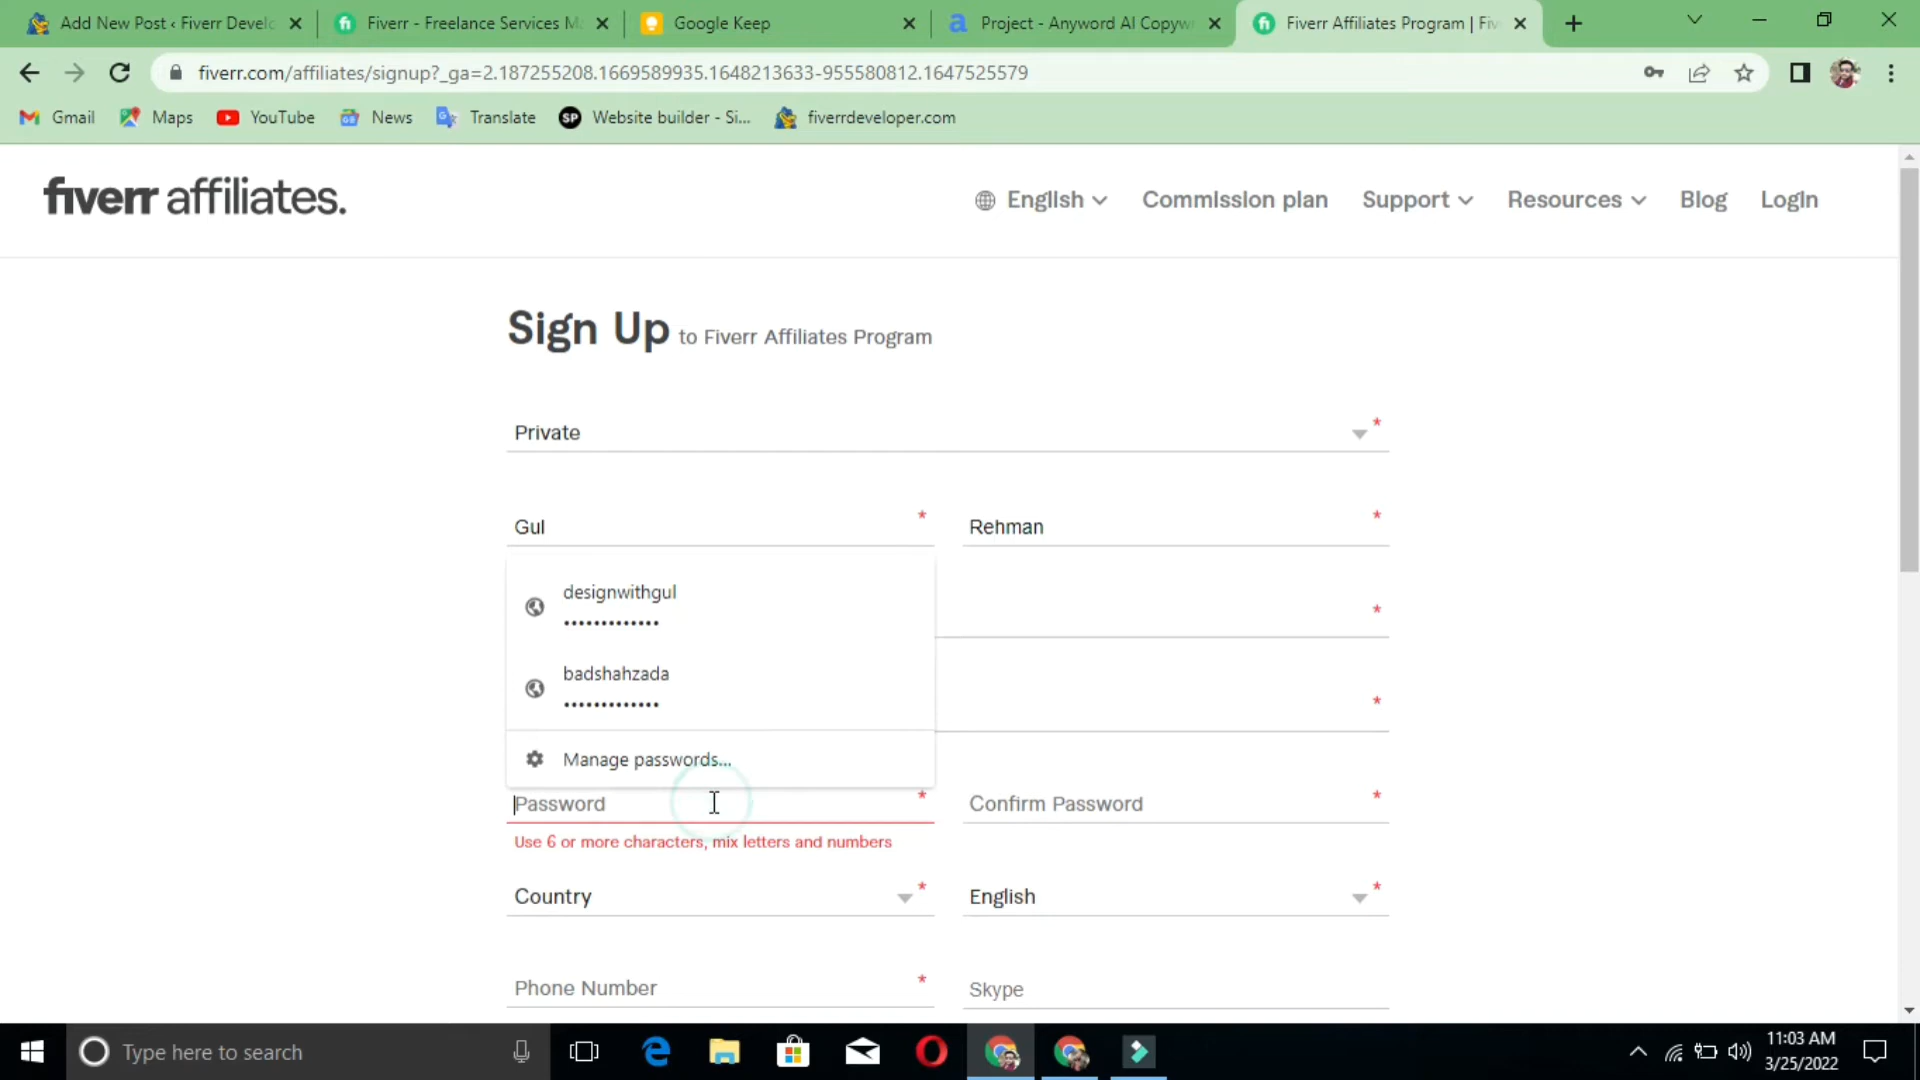 Add New Post ‹ Fiverr Develo
Fiverr - Freelance Services Ma
Google Keep
Project - Anyword AI Copywr
Fiverr Affiliates Program | Fiv
fiverr.com/affiliates/signup?_ga=2.187255208.1669589935.1648213633-955580812.1647525579
Gmail
Maps
YouTube
News
Translate
Website builder - Si...
fiverrdeveloper.com
fiverr affiliates.
English
Commission plan
Support
Resources
Blog
Login
Sign Up to Fiverr Affiliates Program
Private *
Gul *
Rehman *
designwithgul
•••••••••••••
*
badshahzada
•••••••••••••
*
Manage passwords...
Password *
Confirm Password *
Use 6 or more characters, mix letters and numbers
Country *
English *
Phone Number *
Skype
Type here to search
11:03 AM
3/25/2022